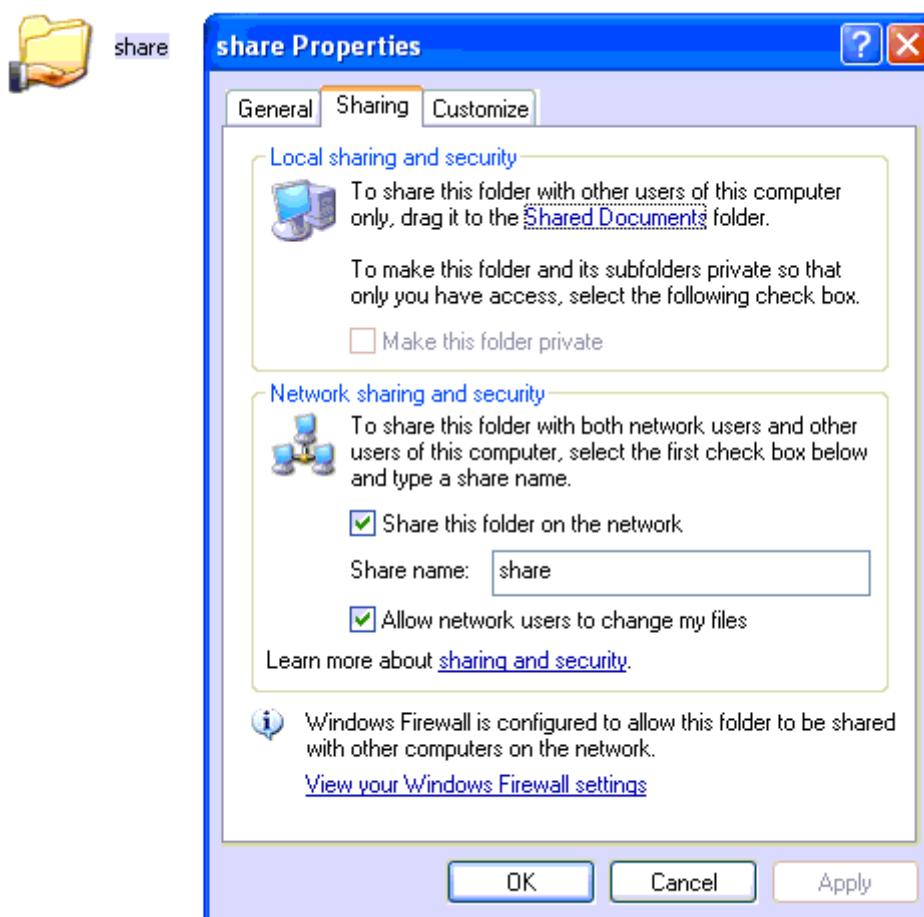 share
share Properties
General Sharing Customize
Local sharing and security
To share this folder with other users of this computer
only, drag it to the Shared Documents folder.
To make this folder and its subfolders private so that
only you have access, select the following check box.
Make this folder private
Network sharing and security
To share this folder with both network users and other
users of this computer, select the first check box below
and type a share name.
Share this folder on the network
Share name: share
Allow network users to change my files
Learn more about sharing and security.
Windows Firewall is configured to allow this folder to be shared
with other computers on the network.
View your Windows Firewall settings
OK Cancel Apply